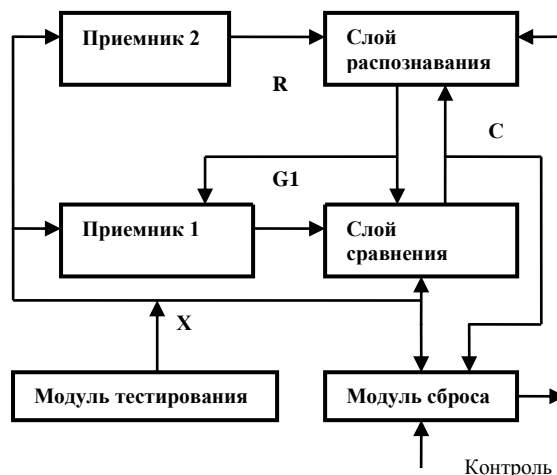 Приемник 2
Слой
распознавания
R
C
G1
Приемник 1
Слой
сравнения
X
Модуль тестирования
Модуль сброса
Контроль